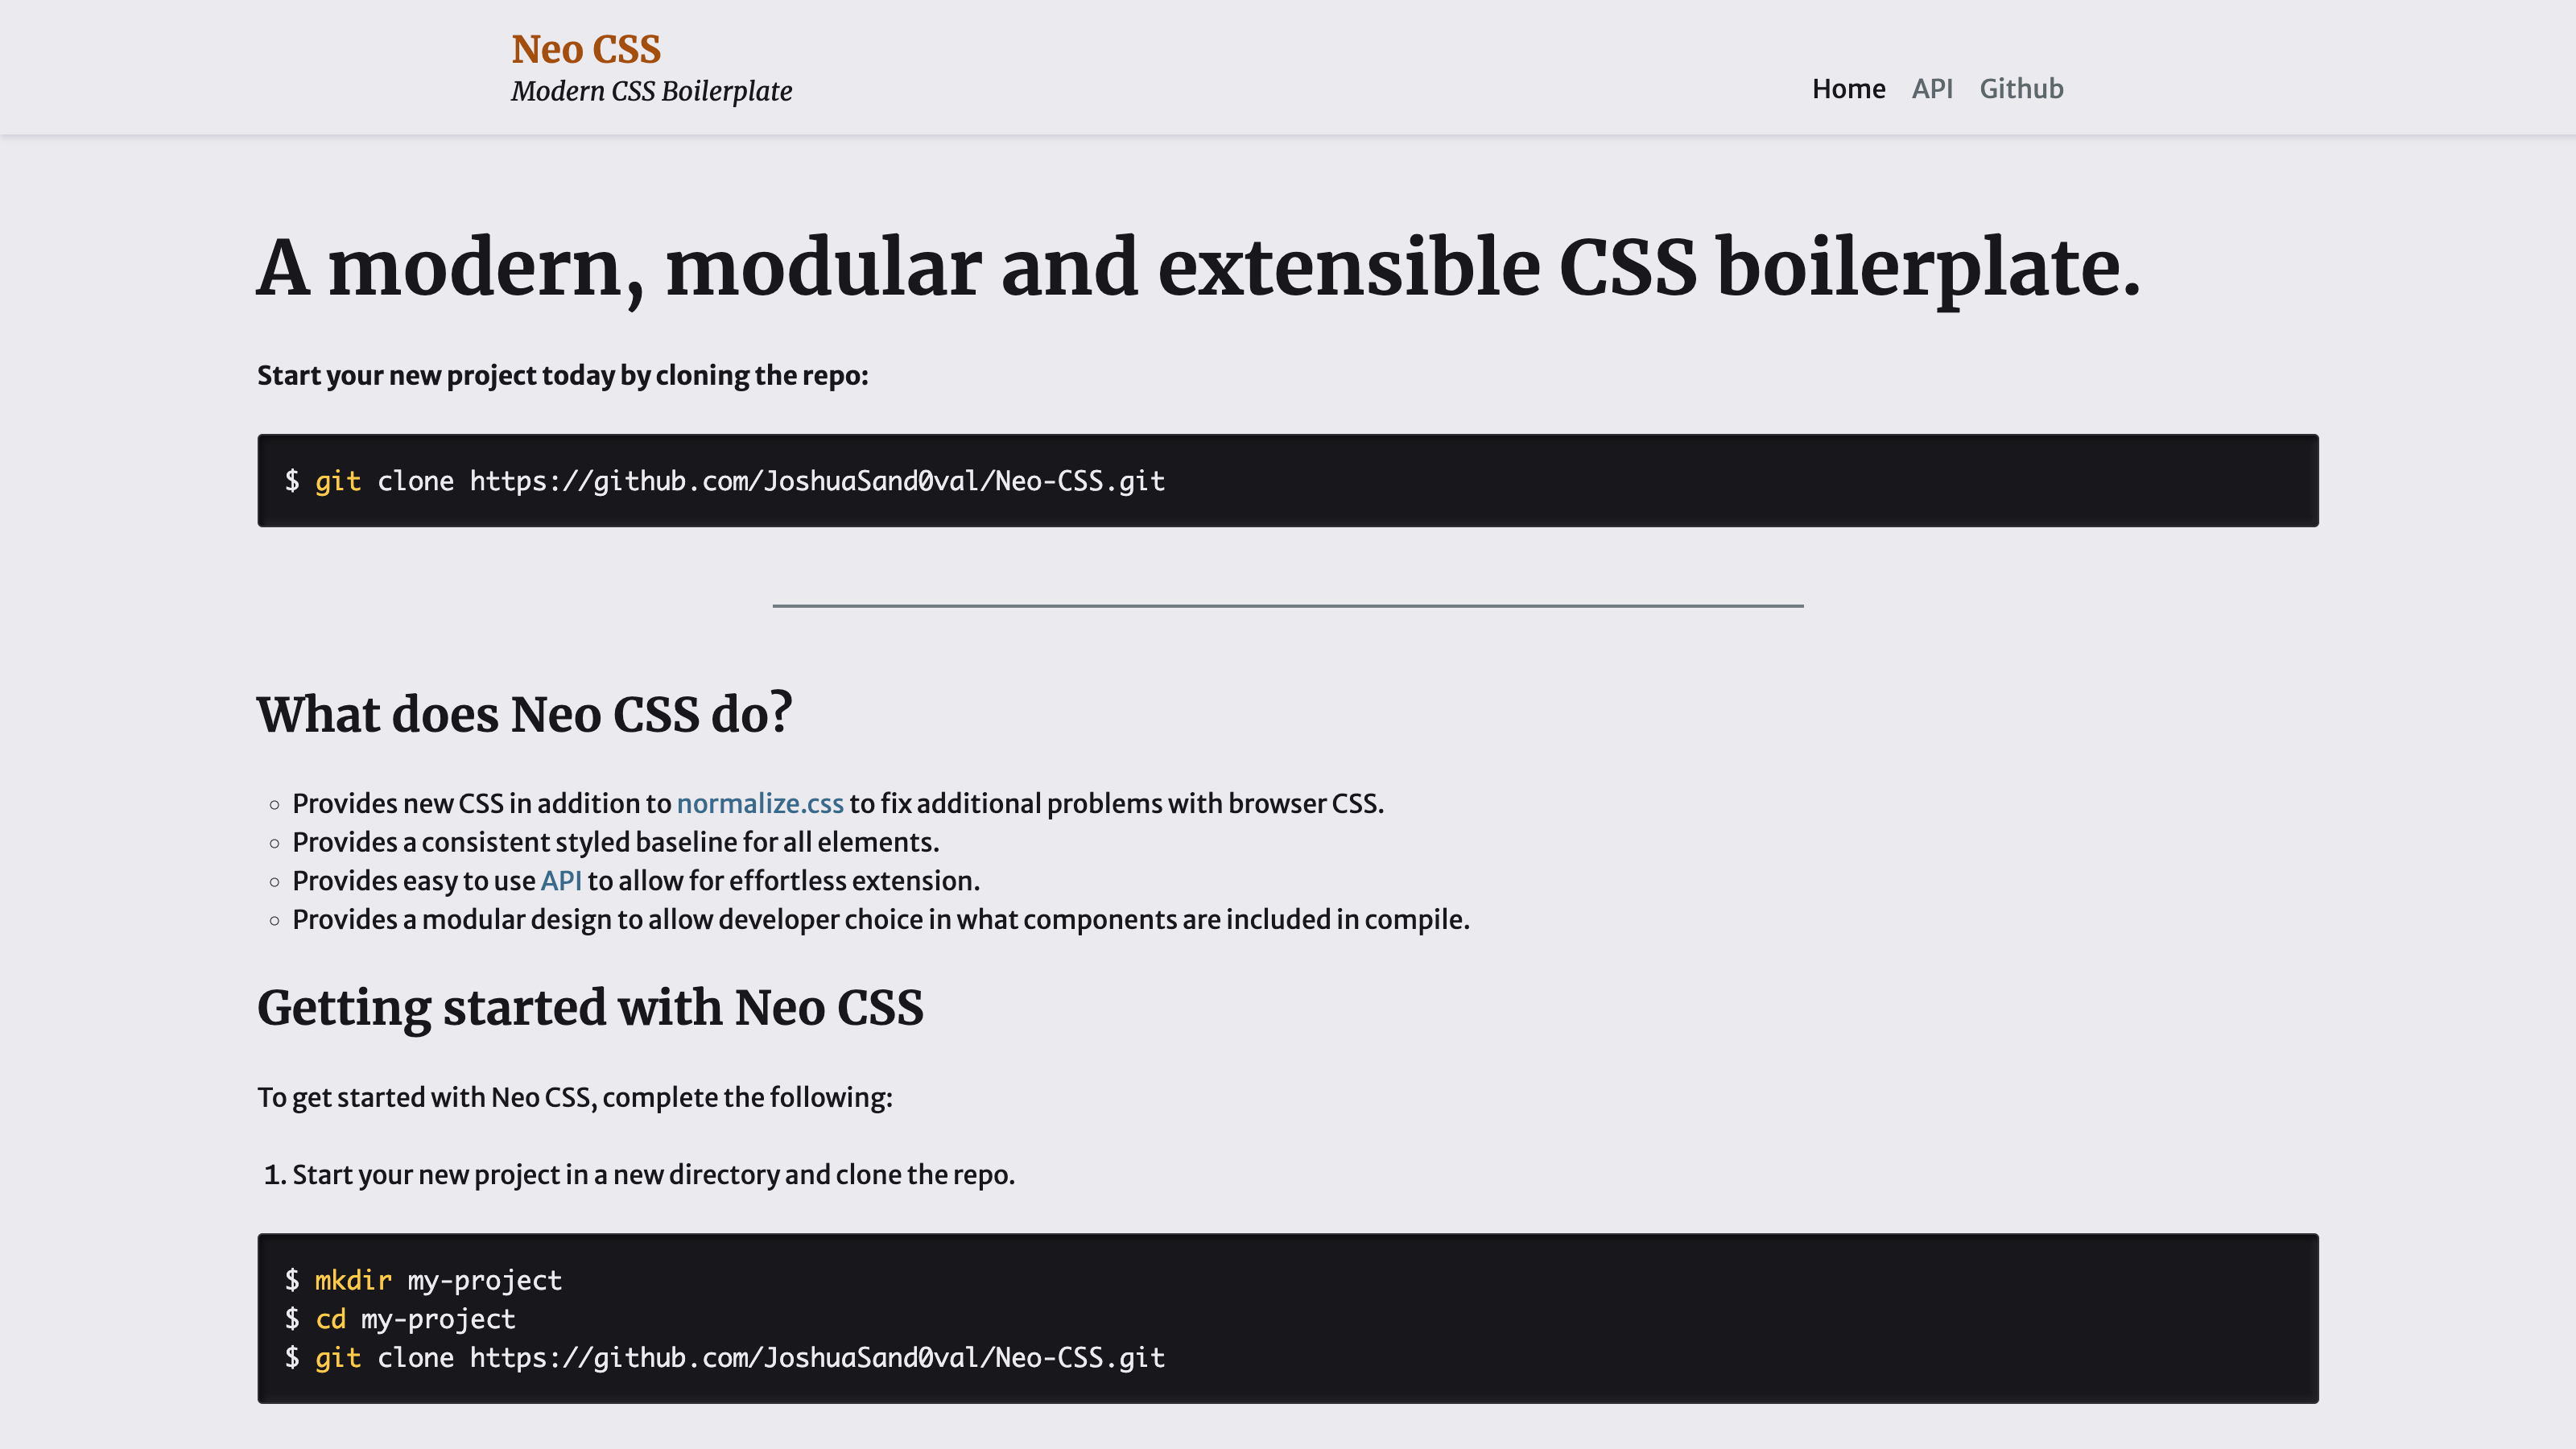 Neo CSS
Modern CSS Boilerplate
Home API Github
A modern, modular and extensible CSS boilerplate.
Start your new project today by cloning the repo:
$ git clone https://github.com/JoshuaSand0val/Neo-CSS.git
What does Neo CSS do?
Provides new CSS in addition to normalize.css to fix additional problems with browser CSS.
Provides a consistent styled baseline for all elements.
Provides easy to use API to allow for effortless extension.
Provides a modular design to allow developer choice in what components are included in compile.
Getting started with Neo CSS
To get started with Neo CSS, complete the following:
1. Start your new project in a new directory and clone the repo.
$ mkdir my-project
$ cd my-project
$ git clone https://github.com/JoshuaSand0val/Neo-CSS.git